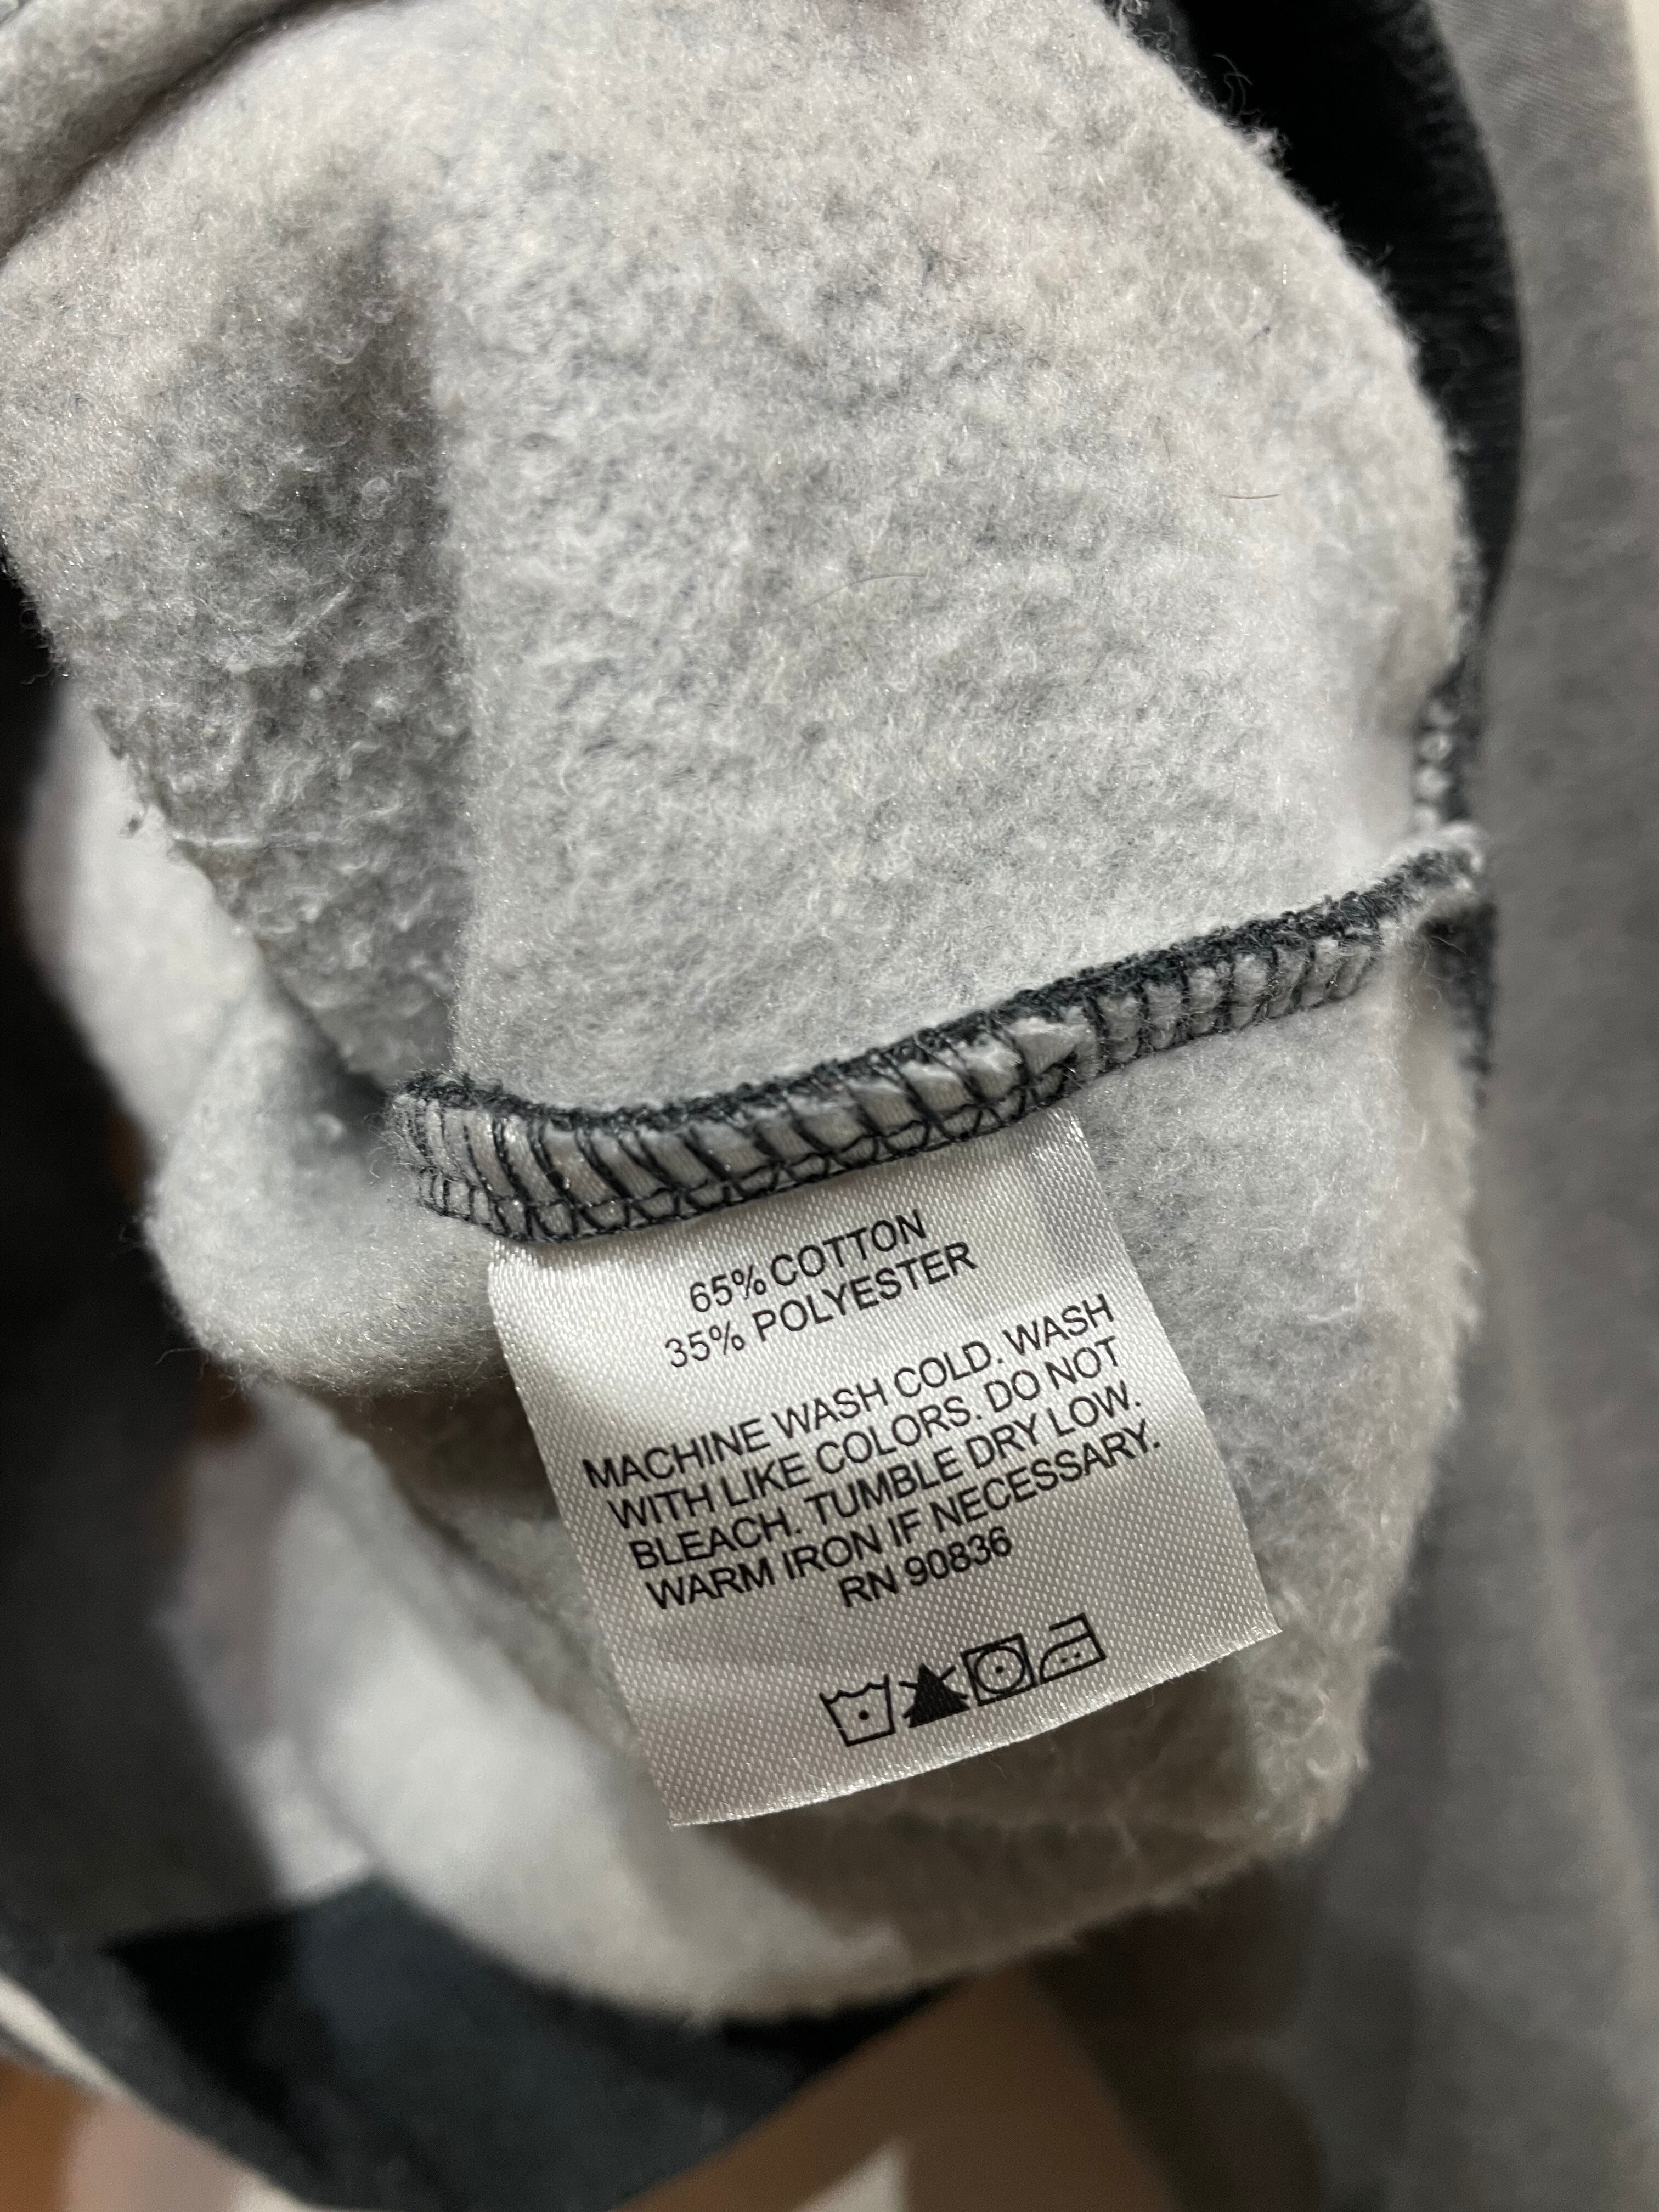 65% COTTON
35% POLYESTER
MACHINE WASH COLD. WASH
WITH LIKE COLORS. DO NOT
BLEACH. TUMBLE DRY LOW.
WARM IRON IF NECESSARY.
RN 90836